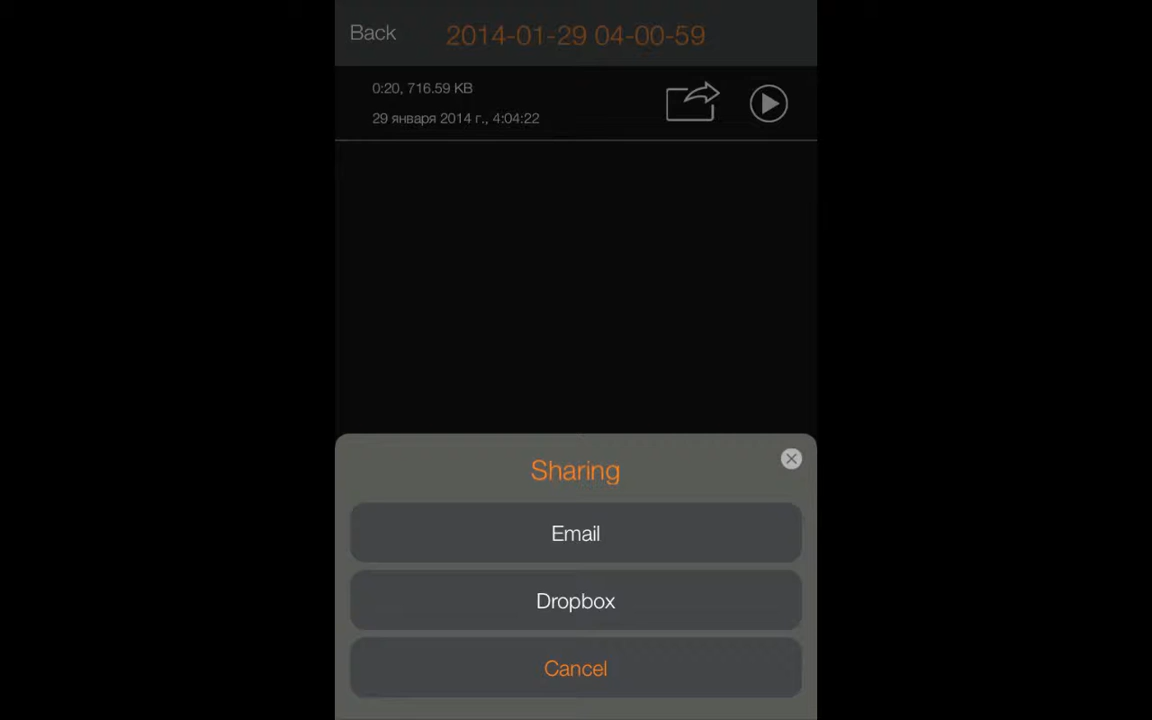 Back
2014-01-29 04-00-59
0:20, 716.59 KB
29 января 2014 г., 4:04:22
Sharing
Email
Dropbox
Cancel